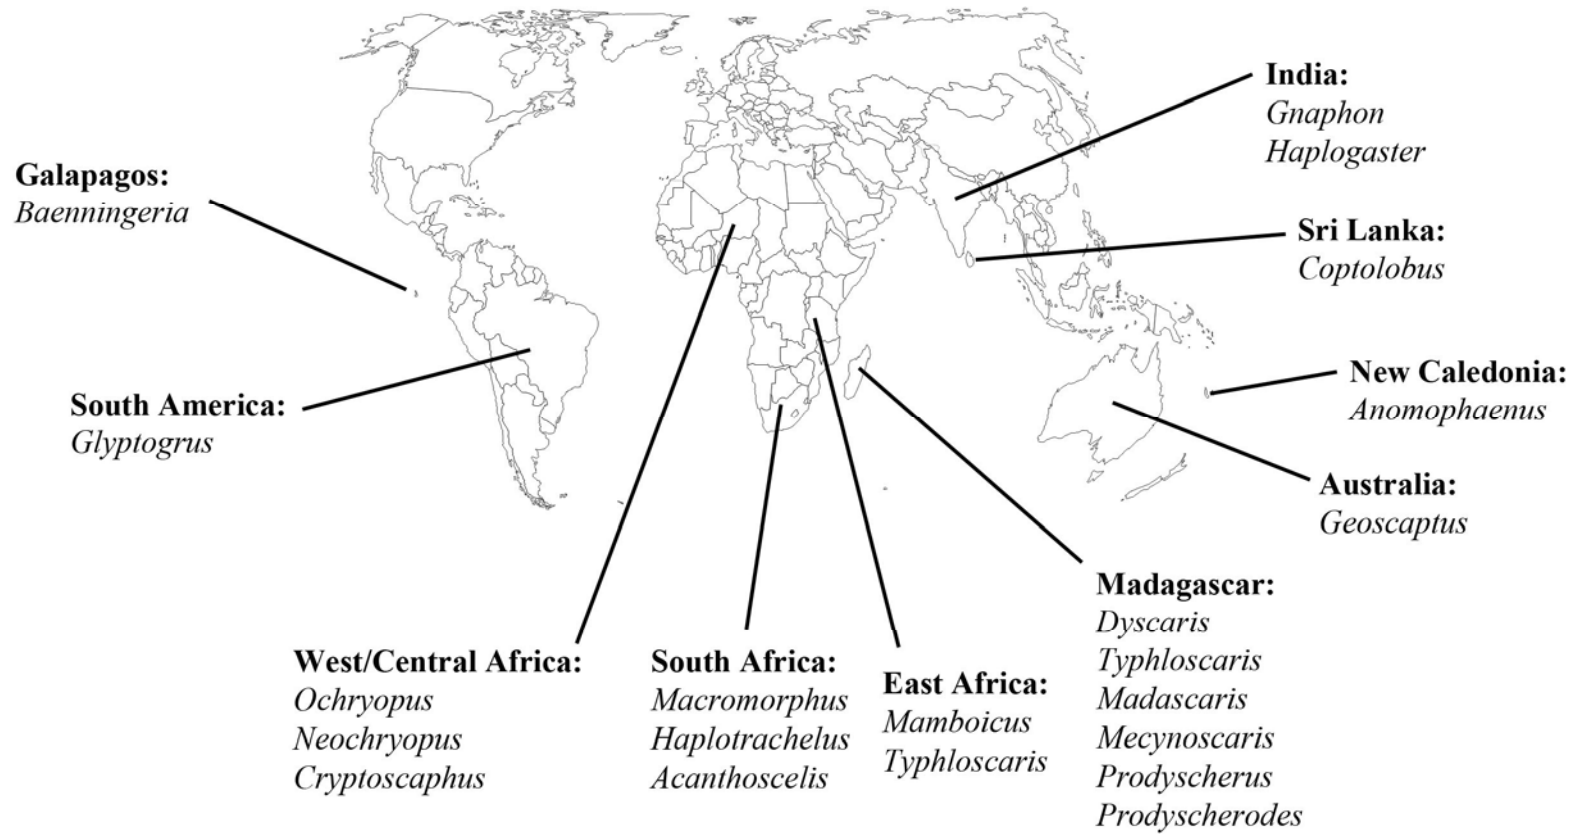 India:
Gnaphon
Haplogaster
Galapagos:
Baenningeria
Sri Lanka:
Coptolobus
New Caledonia:
Anomophaenus
South America:
Glyptogrus
Australia:
Geoscaptus
Madagascar:
Dyscaris
Typhloscaris
Madascaris
Mecynoscaris
Prodyscherus
Prodyscherodes
West/Central Africa:
Ochryopus
Neochryopus
Cryptoscaphus
South Africa:
Macromorphus
Haplotrachelus
Acanthoscelis
East Africa:
Mamboicus
Typhloscaris